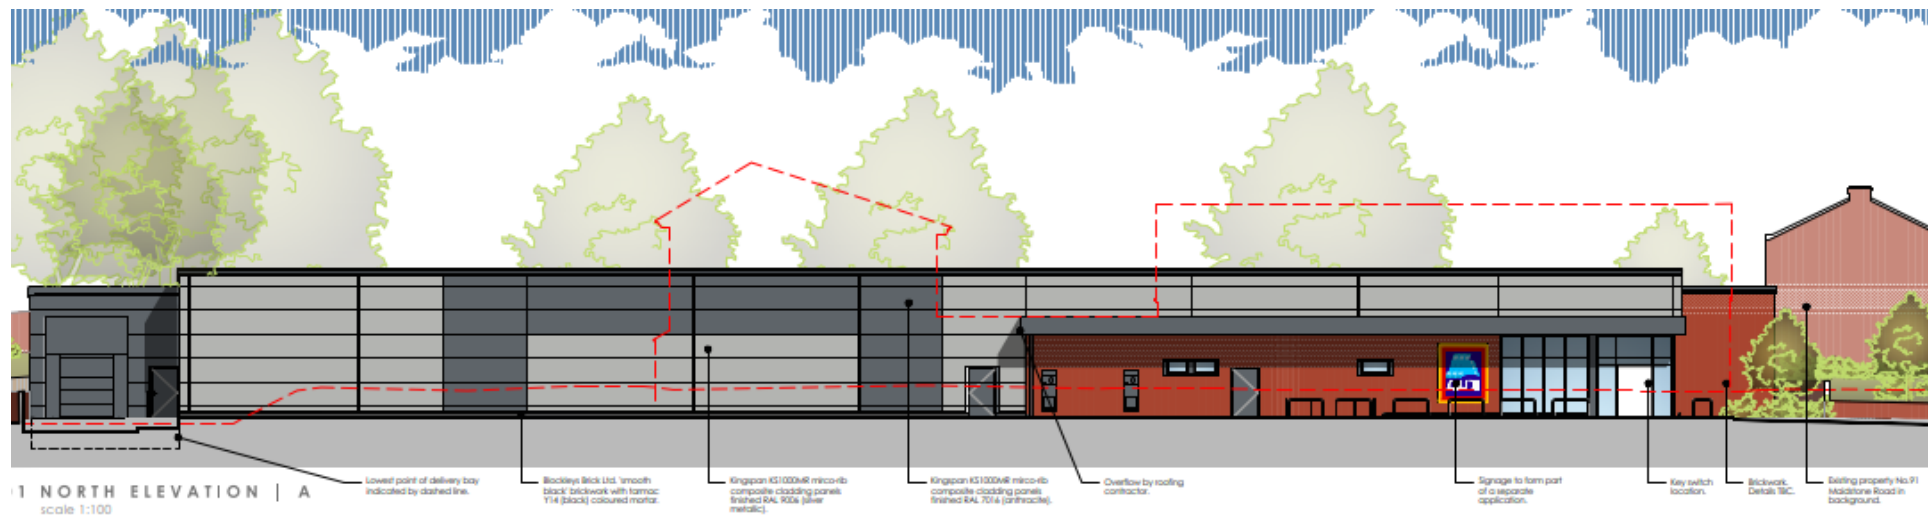 01 NORTH ELEVATION | A
scale 1:100
Lowest point of delivery bay
indicated by dashed line.
Blockleys Brick Ltd. 'smooth
black' brickwork with tarmac
Y14 (black) coloured mortar.
Kingspan KS1000MR mirco-rib
composite cladding panels
finished RAL 9006 (silver
metallic).
Kingspan KS1000MR mirco-rib
composite cladding panels
finished RAL 7016 (anthracite).
Overflow by roofing
contractor.
Signage to form part
of a separate
application.
Key switch
location.
Brickwork.
Details TBC.
Existing property No.91
Maidstone Road in
background.